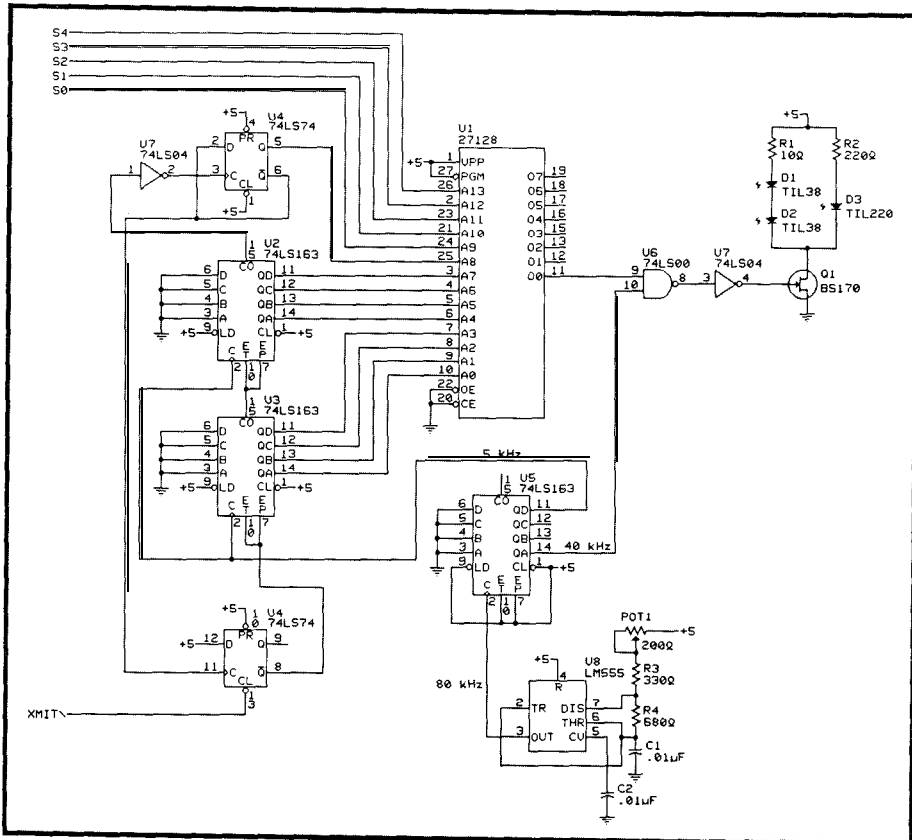 S4
S3
S2
S1
S0
+5
4
U4
74LS74
PR
2 D Q 5
U7
74LS04
1 2 3 C Q 6
CL
+5 1
U1
27128
+5 1 VPP
27 PGM
26 A13
2 A12
23 A11
21 A10
24 A9
25 A8
3 A7
4 A6
5 A5
6 A4
7 A3
8 A2
9 A1
10 A0
22 OE
20 CE
O7 19
O6 18
O5 17
O4 16
O3 15
O2 13
O1 12
O0 11
U6
74LS00
9
10
8
U7
74LS04
3 4
+5
R1
10Ω
R2
220Ω
D1
TIL38
D2
TIL38
D3
TIL220
Q1
BS170
15
U2
74LS163
CO
6 D QD 11
5 C QC 12
4 B QB 13
3 A QA 14
+5 9 LD CL 1 +5
C ET EP
2 10 7
15
U3
74LS163
CO
6 D QD 11
5 C QC 12
4 B QB 13
3 A QA 14
+5 9 LD CL 1 +5
C ET EP
2 10 7
5 kHz
15
U5
74LS163
CO
6 D QD 11
5 C QC 12
4 B QB 13
3 A QA 14
40 kHz
9 LD CL 1 +5
C ET EP
2 10 7
+5 10
U4
74LS74
PR
+5 12 D Q 9
11 C Q 8
CL
13
XMIT\
80 kHz
+5 4
U8
LM555
R
2 TR DIS 7
THR 6
3 OUT CV 5
POT1
200Ω
+5
R3
330Ω
R4
680Ω
C1
.01µF
C2
.01µF